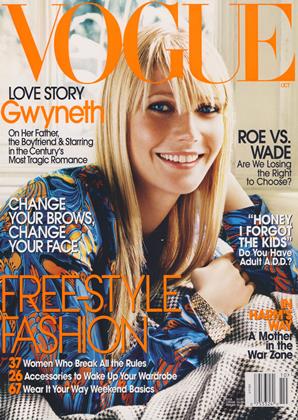 VOGUE
OCT
LOVE STORY
Gwyneth
On Her Father,
the Boyfriend & Starring
in the Century's
Most Tragic Romance
ROE VS.
WADE
Are We Losing
the Right
to Choose?
CHANGE
YOUR BROWS,
CHANGE
YOUR FACE
"HONEY
I FORGOT
THE KIDS"
Do You Have
Adult A.D.D.?
FREE-STYLE
FASHION
37 Women Who Break All the Rules
26 Accessories to Wake Up Your Wardrobe
67 Wear It Your Way Weekend Basics
IN
HARM'S
WAY
A Mother
in the
War Zone